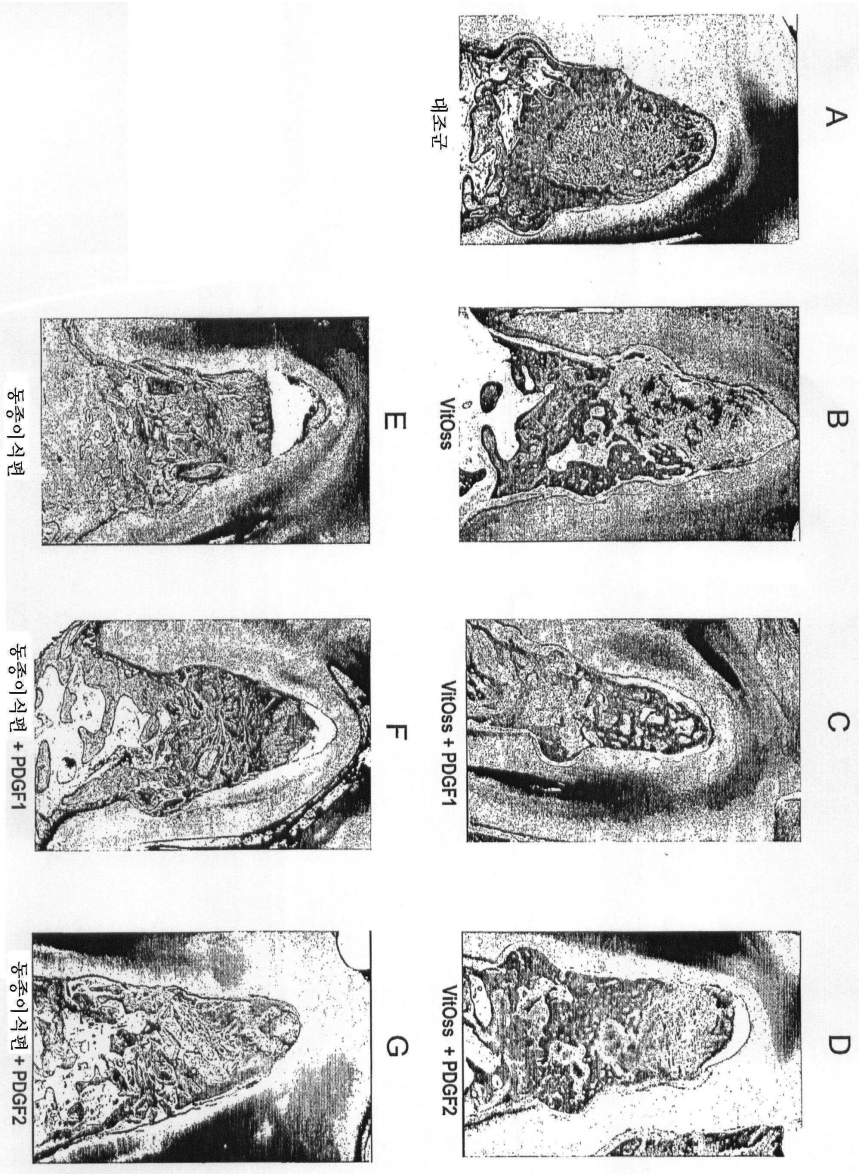 A
대조군
B
VitOss
C
VitOss + PDGF1
D
VitOss + PDGF2
E
동종이식편
F
동종이식편 + PDGF1
G
동종이식편 + PDGF2